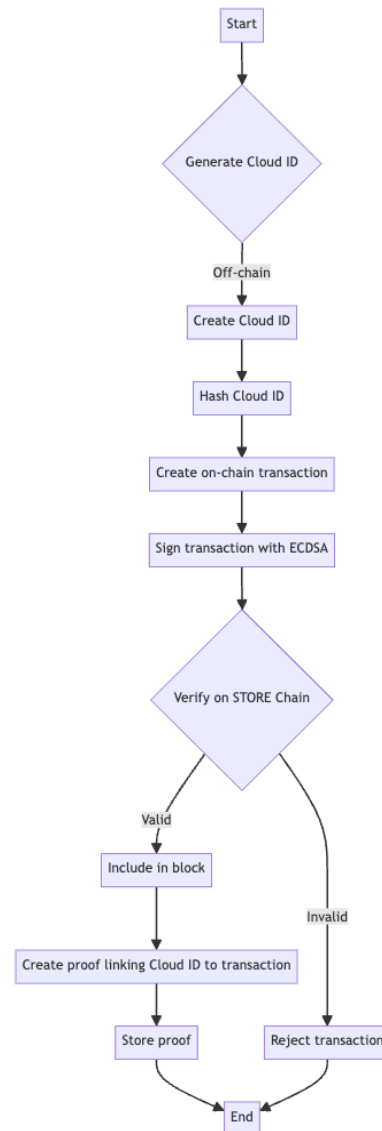 Start
Generate Cloud ID
Off-chain
Create Cloud ID
Hash Cloud ID
Create on-chain transaction
Sign transaction with ECDSA
Verify on STORE Chain
Valid
Include in block
Invalid
Create proof linking Cloud ID to transaction
Store proof
Reject transaction
End